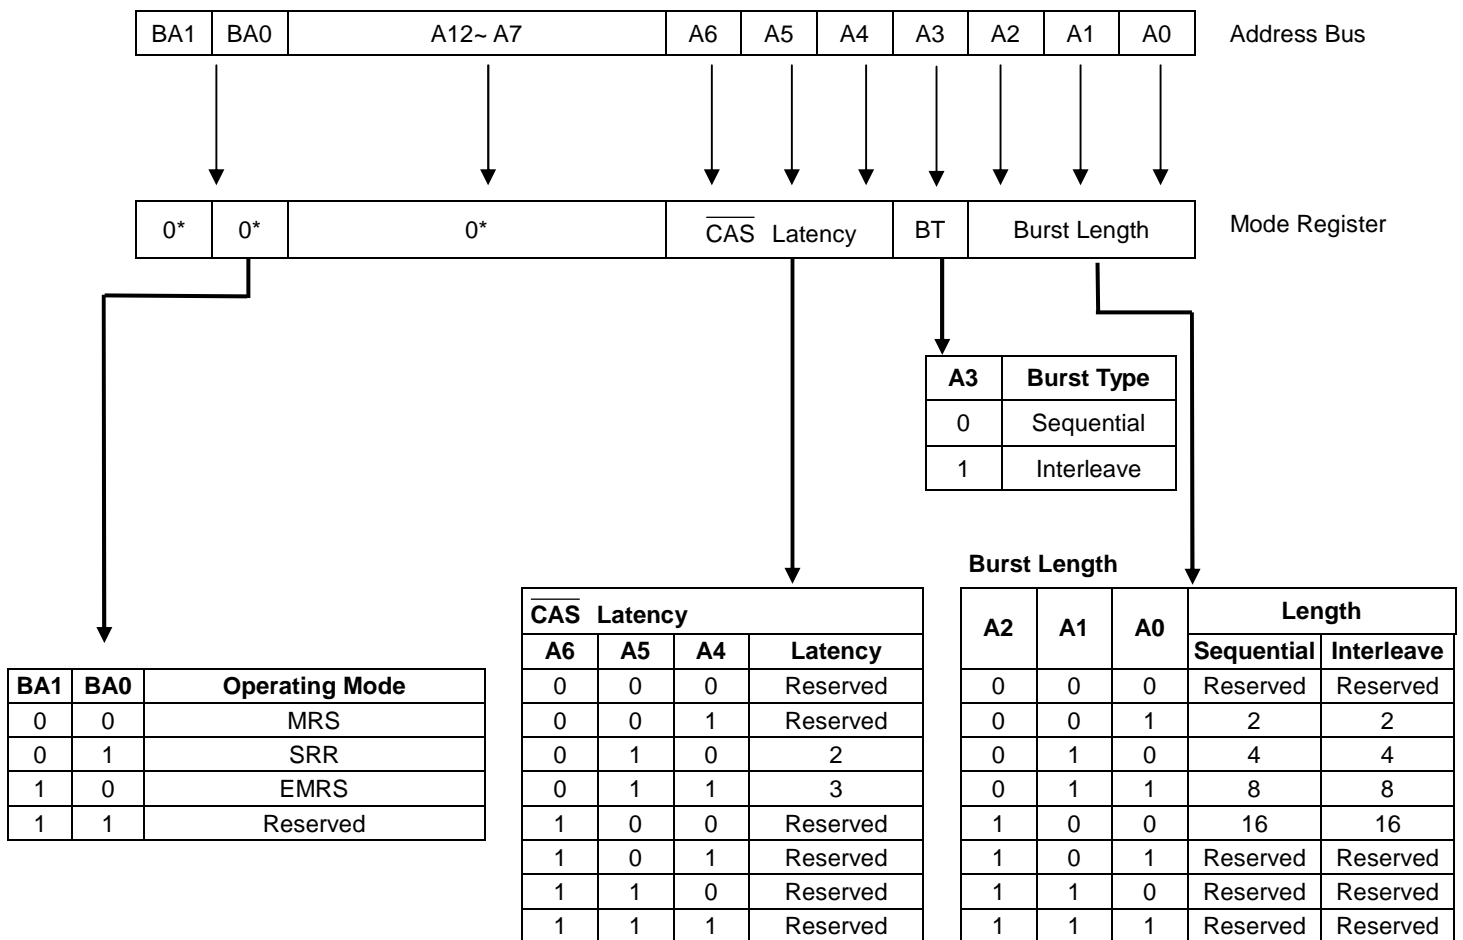 BA1 BA0 A12~ A7 A6 A5 A4 A3 A2 A1 A0 Address Bus
0* 0* 0* CAS Latency BT Burst Length Mode Register
A3 Burst Type
0 Sequential
1 Interleave
BA1 BA0 Operating Mode
0 0 MRS
0 1 SRR
1 0 EMRS
1 1 Reserved
CAS Latency
A6 A5 A4 Latency
0 0 0 Reserved
0 0 1 Reserved
0 1 0 2
0 1 1 3
1 0 0 Reserved
1 0 1 Reserved
1 1 0 Reserved
1 1 1 Reserved
Burst Length
A2 A1 A0 Length
Sequential Interleave
0 0 0 Reserved Reserved
0 0 1 2 2
0 1 0 4 4
0 1 1 8 8
1 0 0 16 16
1 0 1 Reserved Reserved
1 1 0 Reserved Reserved
1 1 1 Reserved Reserved